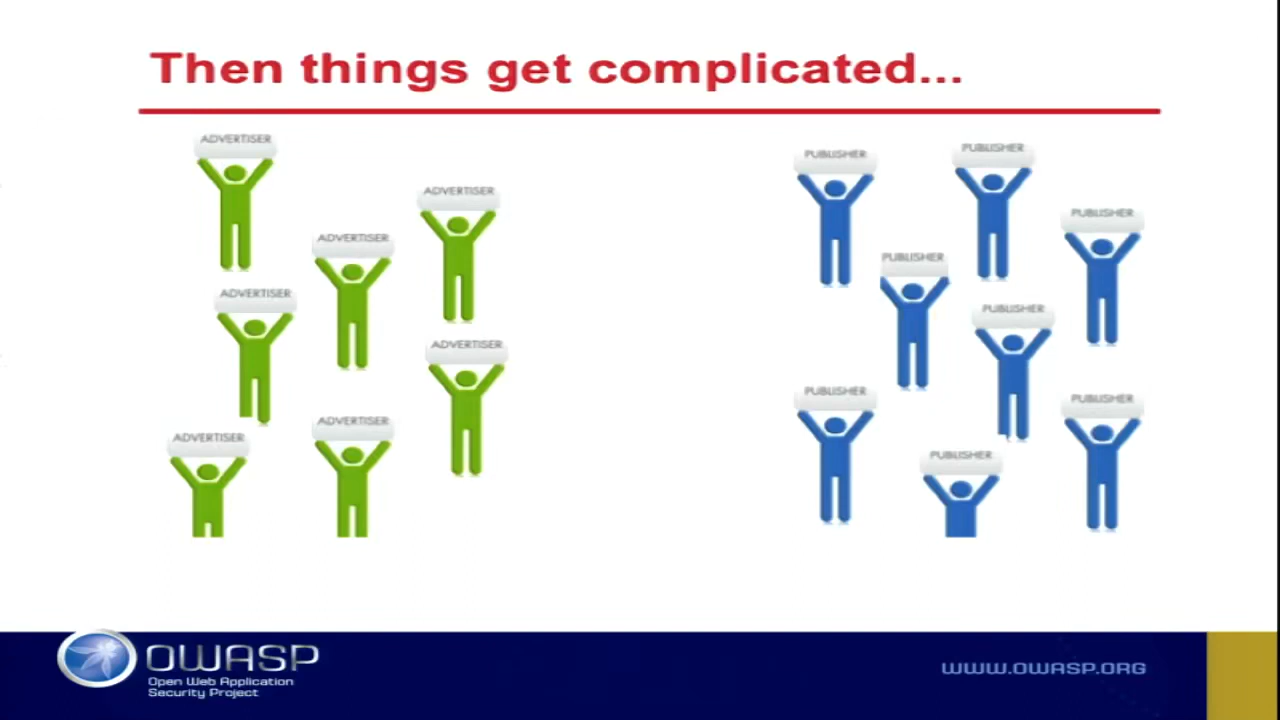 Then things get complicated...
ADVERTISER
ADVERTISER
ADVERTISER
ADVERTISER
ADVERTISER
ADVERTISER
ADVERTISER
PUBLISHER
PUBLISHER
PUBLISHER
PUBLISHER
PUBLISHER
PUBLISHER
PUBLISHER
PUBLISHER
OWASP
Open Web Application
Security Project
WWW.OWASP.ORG